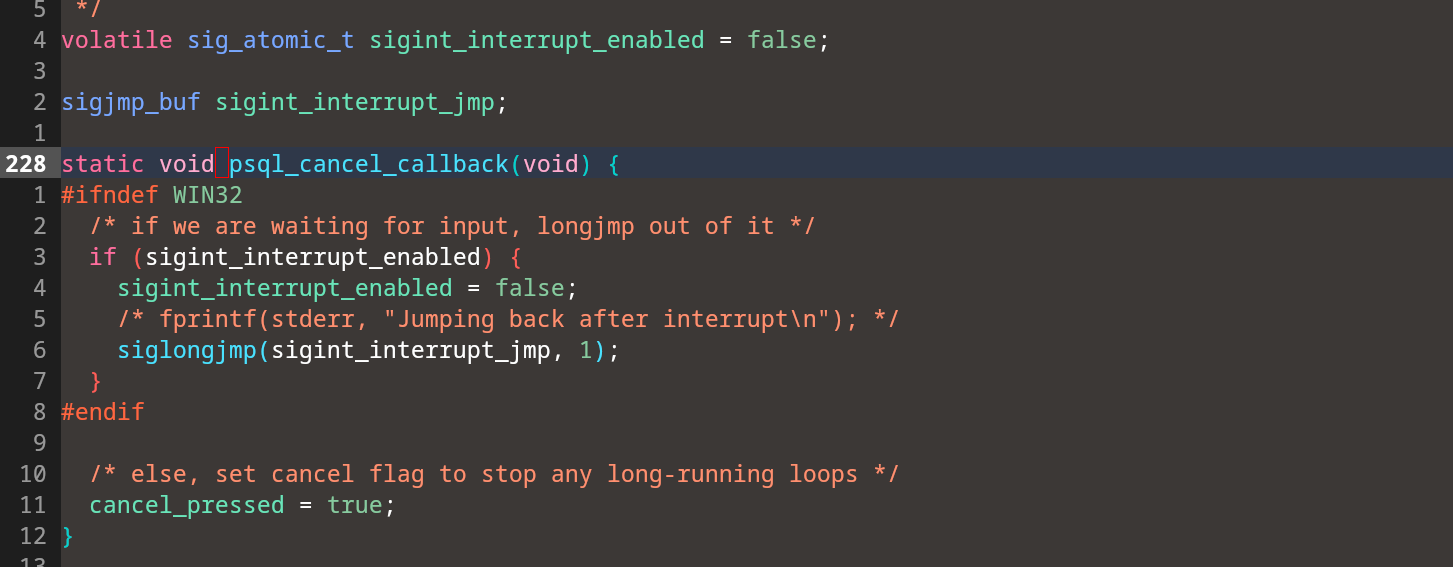 5  */
4 volatile sig_atomic_t sigint_interrupt_enabled = false;
3
2 sigjmp_buf sigint_interrupt_jmp;
1
228 static void psql_cancel_callback(void) {
1 #ifndef WIN32
2   /* if we are waiting for input, longjmp out of it */
3   if (sigint_interrupt_enabled) {
4     sigint_interrupt_enabled = false;
5     /* fprintf(stderr, "Jumping back after interrupt\n"); */
6     siglongjmp(sigint_interrupt_jmp, 1);
7   }
8 #endif
9
10   /* else, set cancel flag to stop any long-running loops */
11   cancel_pressed = true;
12 }
13